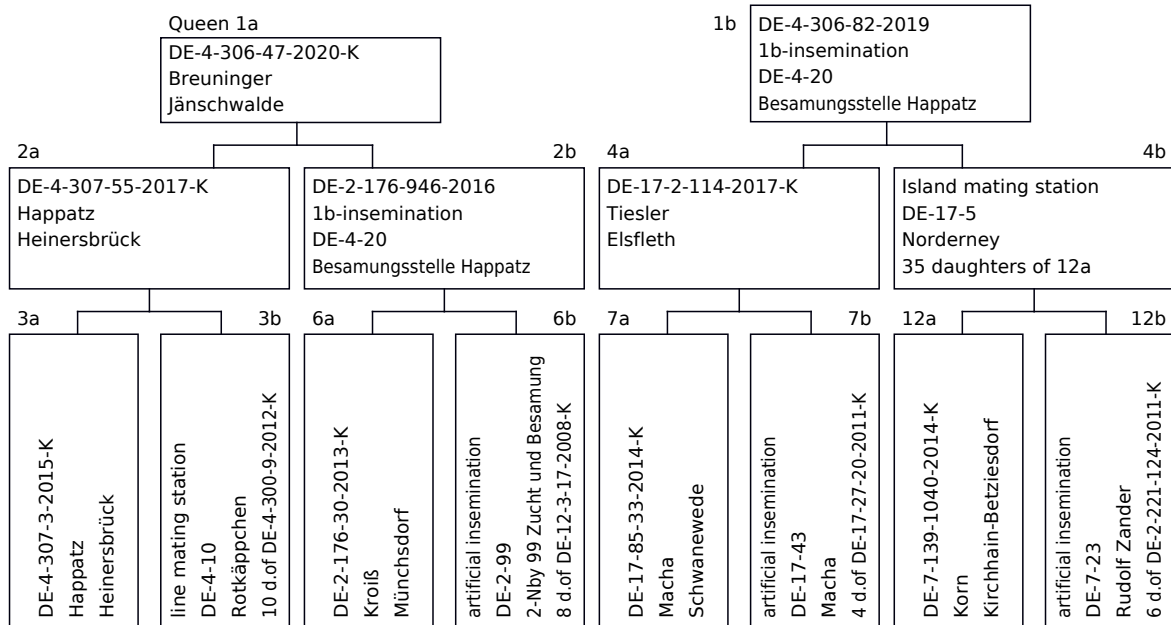 Queen 1a
DE-4-306-47-2020-K
Breuninger
Jänschwalde
1b
DE-4-306-82-2019
1b-insemination
DE-4-20
Besamungsstelle Happatz
2a
DE-4-307-55-2017-K
Happatz
Heinersbrück
2b
DE-2-176-946-2016
1b-insemination
DE-4-20
Besamungsstelle Happatz
4a
DE-17-2-114-2017-K
Tiesler
Elsfleth
4b
Island mating station
DE-17-5
Norderney
35 daughters of 12a
3a
DE-4-307-3-2015-K
Happatz
Heinersbrück
3b
line mating station
DE-4-10
Rotkäppchen
10 d.of DE-4-300-9-2012-K
6a
DE-2-176-30-2013-K
Kroiß
Münchsdorf
6b
artificial insemination
DE-2-99
2-Nby 99 Zucht und Besamung
8 d.of DE-12-3-17-2008-K
7a
DE-17-85-33-2014-K
Macha
Schwanewede
7b
artificial insemination
DE-17-43
Macha
4 d.of DE-17-27-20-2011-K
12a
DE-7-139-1040-2014-K
Korn
Kirchhain-Betziesdorf
12b
artificial insemination
DE-7-23
Rudolf Zander
6 d.of DE-2-221-124-2011-K